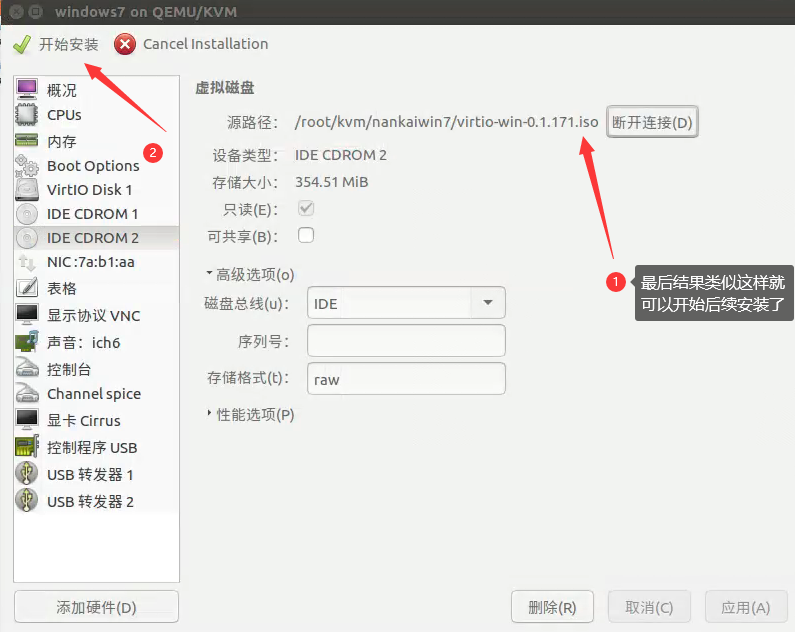 windows7 on QEMU/KVM
开始安装 Cancel Installation
概况
CPUs
内存
Boot Options
VirtIO Disk 1
IDE CDROM 1
IDE CDROM 2
NIC :7a:b1:aa
表格
显示协议 VNC
声音：ich6
控制台
Channel spice
显卡 Cirrus
控制程序 USB
USB 转发器 1
USB 转发器 2
添加硬件(D)
2
虚拟磁盘
源路径： /root/kvm/nankaiwin7/virtio-win-0.1.171.iso 断开连接(D)
设备类型： IDE CDROM 2
存储大小： 354.51 MiB
只读(E)：
可共享(B)：
高级选项(o)
磁盘总线(u)： IDE
序列号：
存储格式(t)： raw
性能选项(P)
1
最后结果类似这样就
可以开始后续安装了
删除(R) 取消(C) 应用(A)